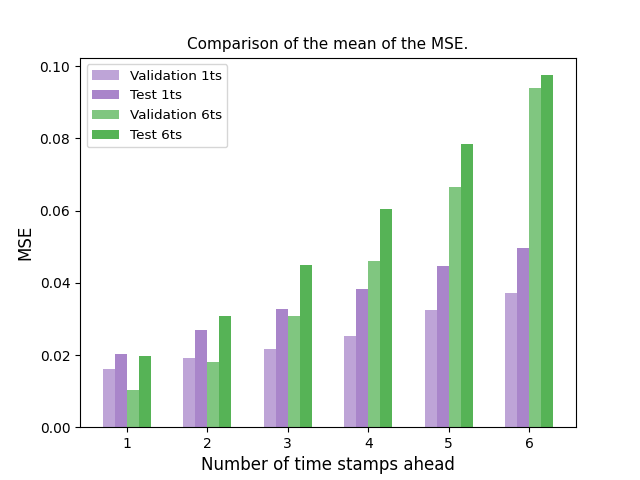 Comparison of the mean of the MSE.
0.10
0.08
0.06
0.04
0.02
0.00
MSE
Validation 1ts
Test 1ts
Validation 6ts
Test 6ts
1 2 3 4 5 6
Number of time stamps ahead